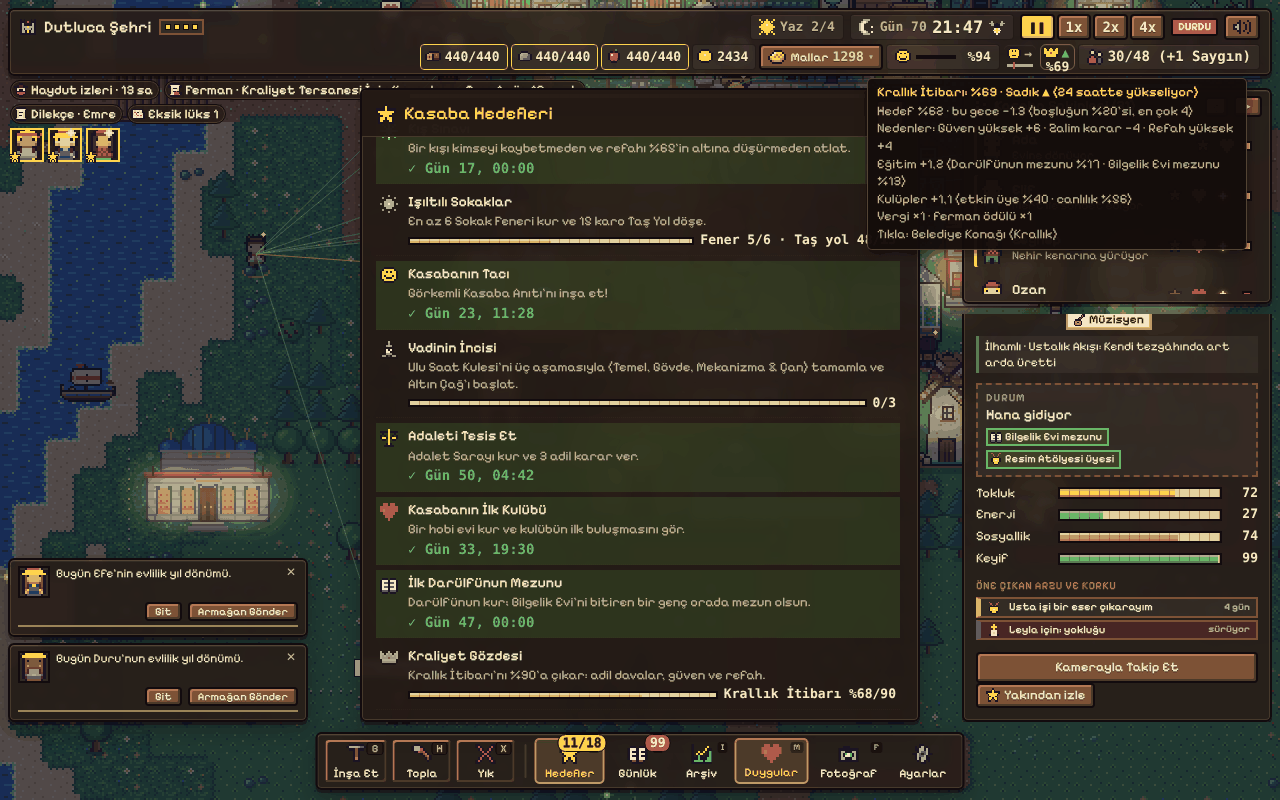 Dutluca Şehri
Yaz 2/4
Gün 70 21:47
1x
2x
4x
DURDU
440/440
440/440
440/440
2434
Mallar 1298
%94
%69
30/48 (+1 Saygın)
Haydut izleri · 13 sa
Ferman · Kraliyet Tersanesi
Dilekçe · Emre
Eksik lüks 1
Kasaba Hedefleri
Bir kışı kimseyi kaybetmeden ve refahı %65'in altına düşürmeden atlat.
✓ Gün 17, 00:00
Işıltılı Sokaklar
En az 6 Sokak Feneri kur ve 18 karo Taş Yol döşe.
Fener 5/6 · Taş yol
Kasabanın Tacı
Görkemli Kasaba Anıtı'nı inşa et!
✓ Gün 23, 11:28
Vadinin İncisi
Ulu Saat Kulesi'ni üç aşamasıyla (Temel, Gövde, Mekanizma & Çan) tamamla ve
Altın Çağ'ı başlat.
0/3
Adaleti Tesis Et
Adalet Sarayı kur ve 3 adil karar ver.
✓ Gün 50, 04:42
Kasabanın İlk Kulübü
Bir hobi evi kur ve kulübün ilk buluşmasını gör.
✓ Gün 33, 19:30
İlk Darülfünun Mezunu
Darülfünun kur: Bilgelik Evi'ni bitiren bir genç orada mezun olsun.
✓ Gün 47, 00:00
Kraliyet Gözdesi
Krallık İtibarı'nı %90'a çıkar: adil davalar, güven ve refah.
Krallık İtibarı %68/90
Krallık İtibarı: %69 · Sadık ▲ (24 saatte yükseliyor)
Hedef %62 · bu gece −1.3 (boşluğun %20'si, en çok 4)
Nedenler: Güven yüksek +6 · Zalim karar −4 · Refah yüksek
+4
Eğitim +1,2 (Darülfünun mezunu %17 · Bilgelik Evi mezunu
%13)
Kulüpler +1,1 (etkin üye %40 · canlılık %56)
Vergi ×1 · Ferman ödülü ×1
Tıkla: Belediye Konağı (Krallık)
Nehir kenarına yürüyor
Ozan
Müzisyen
İlhamlı · Ustalık Akışı: Kendi tezgâhında art
arda üretti
DURUM
Hana gidiyor
Bilgelik Evi mezunu
Resim Atölyesi üyesi
Tokluk 72
Enerji 27
Sosyallik 74
Keyif 99
ÖNE ÇIKAN ARZU VE KORKU
Usta işi bir eser çıkarayım 4 gün
Leyla için: yokluğu sürüyor
Kamerayla Takip Et
Yakından izle
Bugün Efe'nin evlilik yıl dönümü.
Git
Armağan Gönder
Bugün Duru'nun evlilik yıl dönümü.
Git
Armağan Gönder
B
İnşa Et
H
Topla
X
Yık
11/18
Hedefler
99
Günlük
I
Arşiv
M
Duygular
F
Fotoğraf
Ayarlar